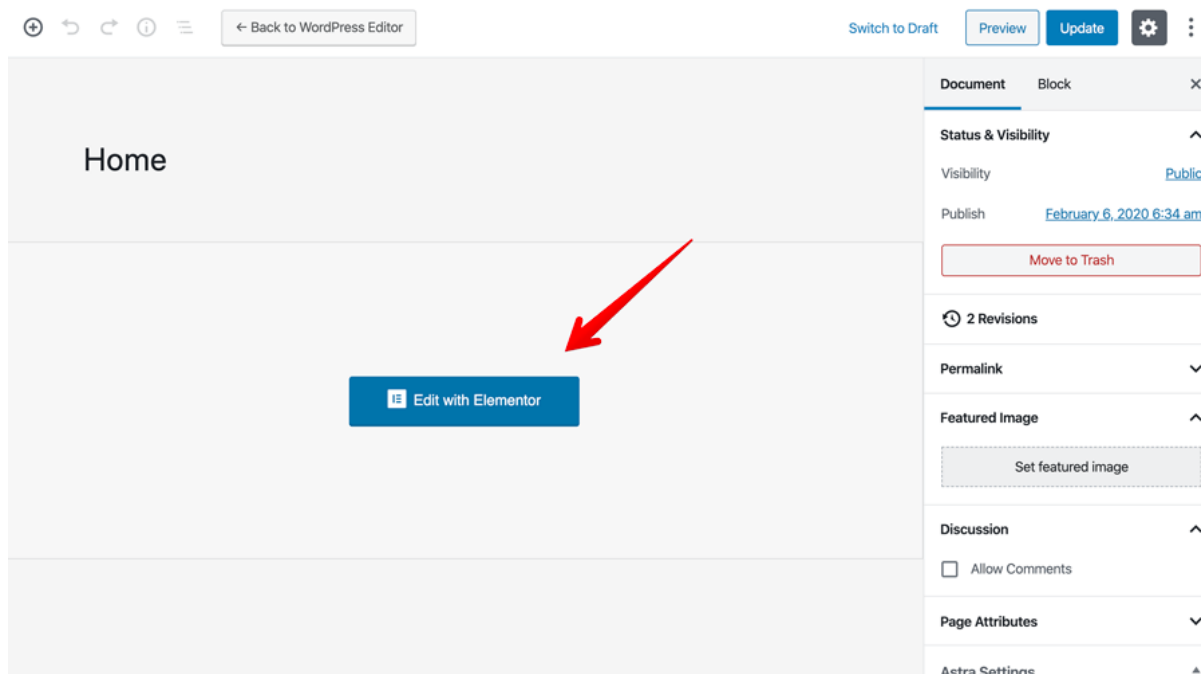 ← Back to WordPress Editor
Switch to Draft
Preview
Update
Document
Block
Status & Visibility
Home
Visibility
Public
Publish
February 6, 2020 6:34 am
Move to Trash
2 Revisions
Permalink
Edit with Elementor
Featured Image
Set featured image
Discussion
Allow Comments
Page Attributes
Astra Settings